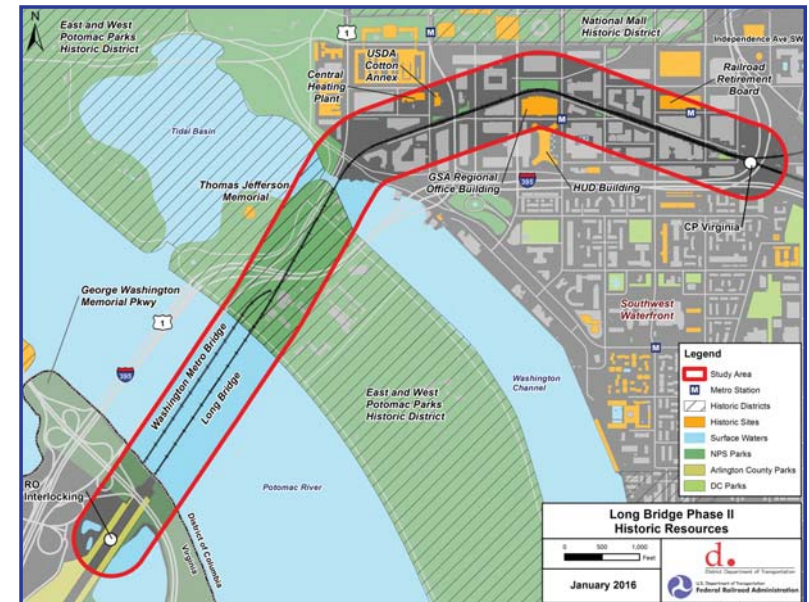 East and West
Potomac Parks
Historic District
N
1
M
National Mall
Historic District
Independence Ave SW
USDA
Cotton
Annex
Central
Heating
Plant
Railroad
Retirement
Board
M
M
Tidal Basin
Thomas Jefferson
Memorial
GSA Regional
Office Building
395
HUD Building
CP Virginia
George Washington
Memorial Pkwy
1
395
Washington Metro Bridge
Long Bridge
Southwest
Waterfront
M
Washington
Channel
East and West
Potomac Parks
Historic District
Potomac River
RO
Interlocking
District of Columbia
Virginia
Legend
Study Area
M Metro Station
Historic Districts
Historic Sites
Surface Waters
NPS Parks
Arlington County Parks
DC Parks
Long Bridge Phase II
Historic Resources
0 500 1,000
Feet
January 2016
d.
District Department of Transportation
U.S. Department of Transportation
Federal Railroad Administration